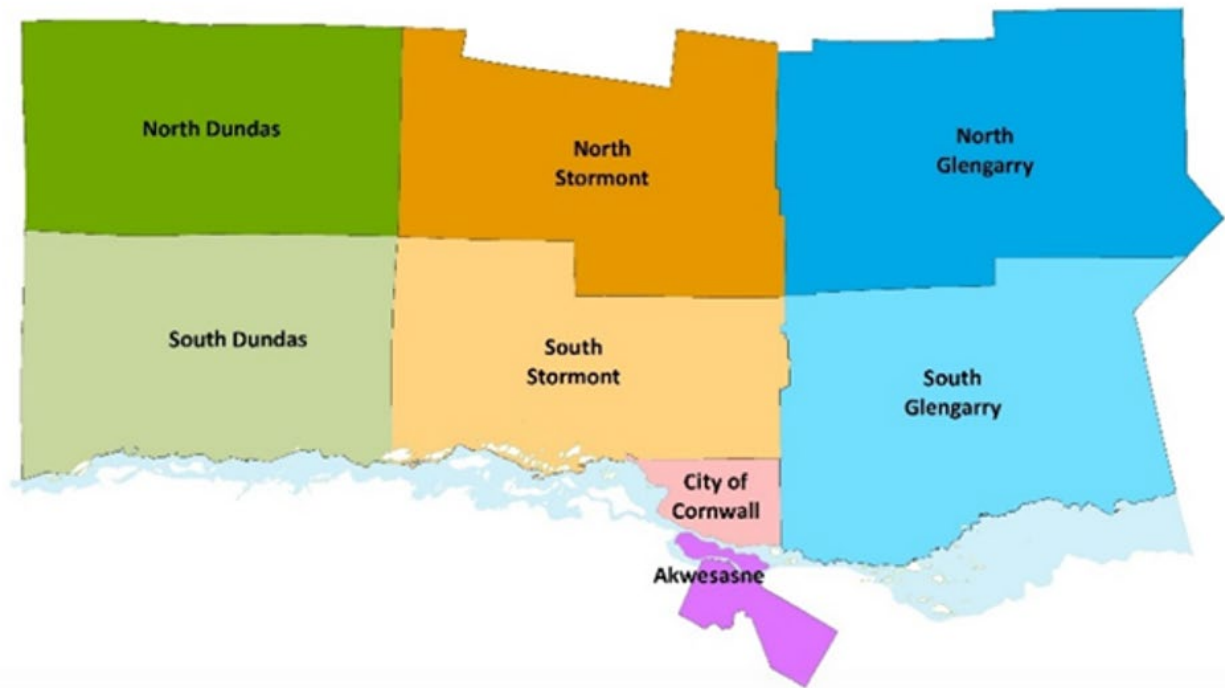 North Dundas
North
Stormont
North
Glengarry
South Dundas
South
Stormont
South
Glengarry
City of
Cornwall
Akwesasne